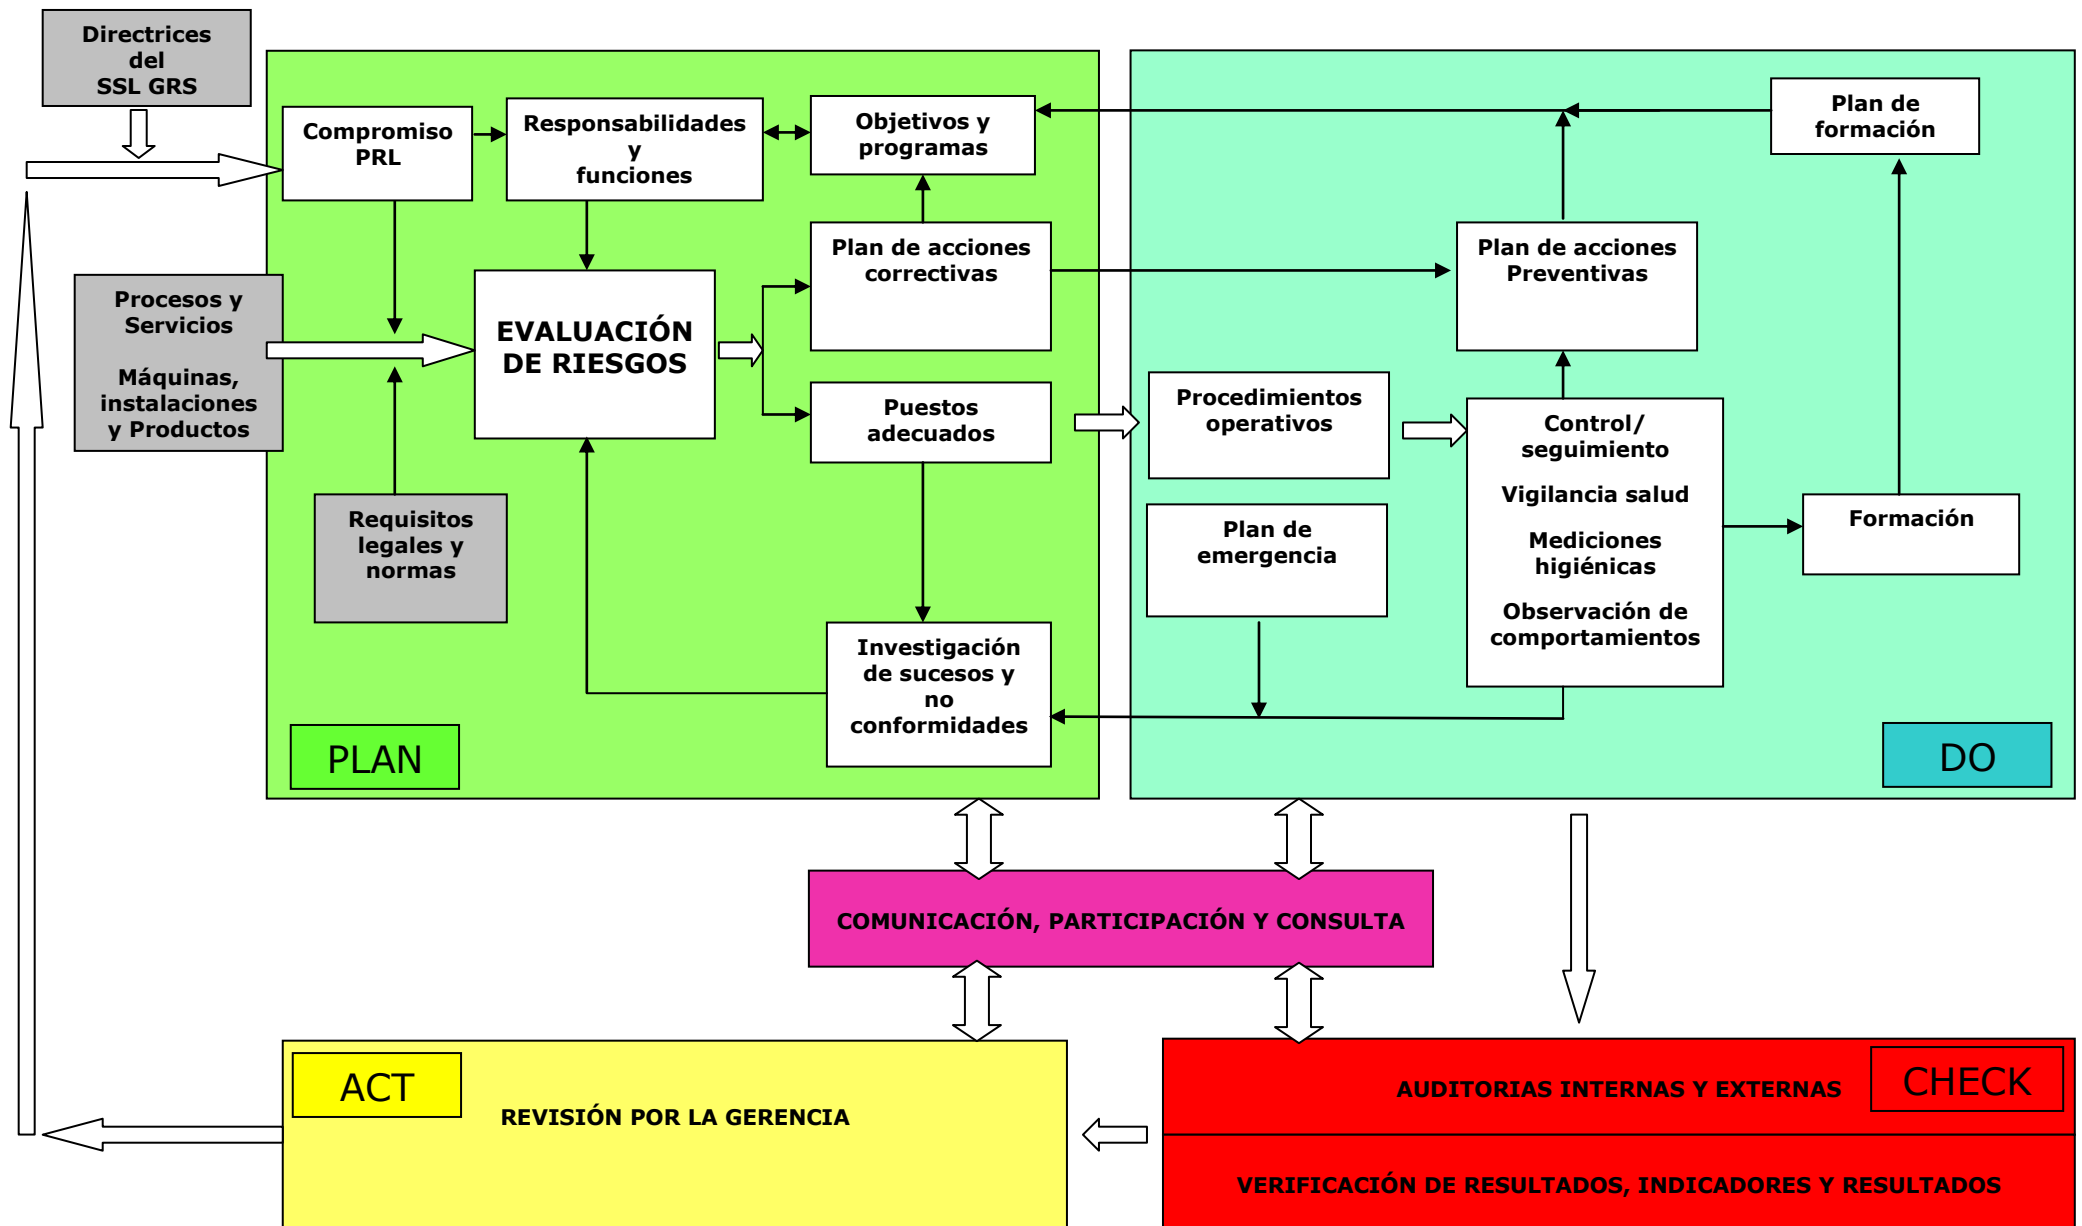 Directrices
del
SSL GRS
Compromiso
PRL
Responsabilidades
y
funciones
Objetivos y
programas
Plan de
formación
Procesos y
Servicios
Máquinas,
instalaciones
y Productos
EVALUACIÓN
DE RIESGOS
Plan de acciones
correctivas
Plan de acciones
Preventivas
Puestos
adecuados
Procedimientos
operativos
Control/
seguimiento
Vigilancia salud
Mediciones
higiénicas
Observación de
comportamientos
Requisitos
legales y
normas
Plan de
emergencia
Formación
Investigación
de sucesos y
no
conformidades
PLAN
DO
COMUNICACIÓN, PARTICIPACIÓN Y CONSULTA
ACT
REVISIÓN POR LA GERENCIA
AUDITORIAS INTERNAS Y EXTERNAS
CHECK
VERIFICACIÓN DE RESULTADOS, INDICADORES Y RESULTADOS